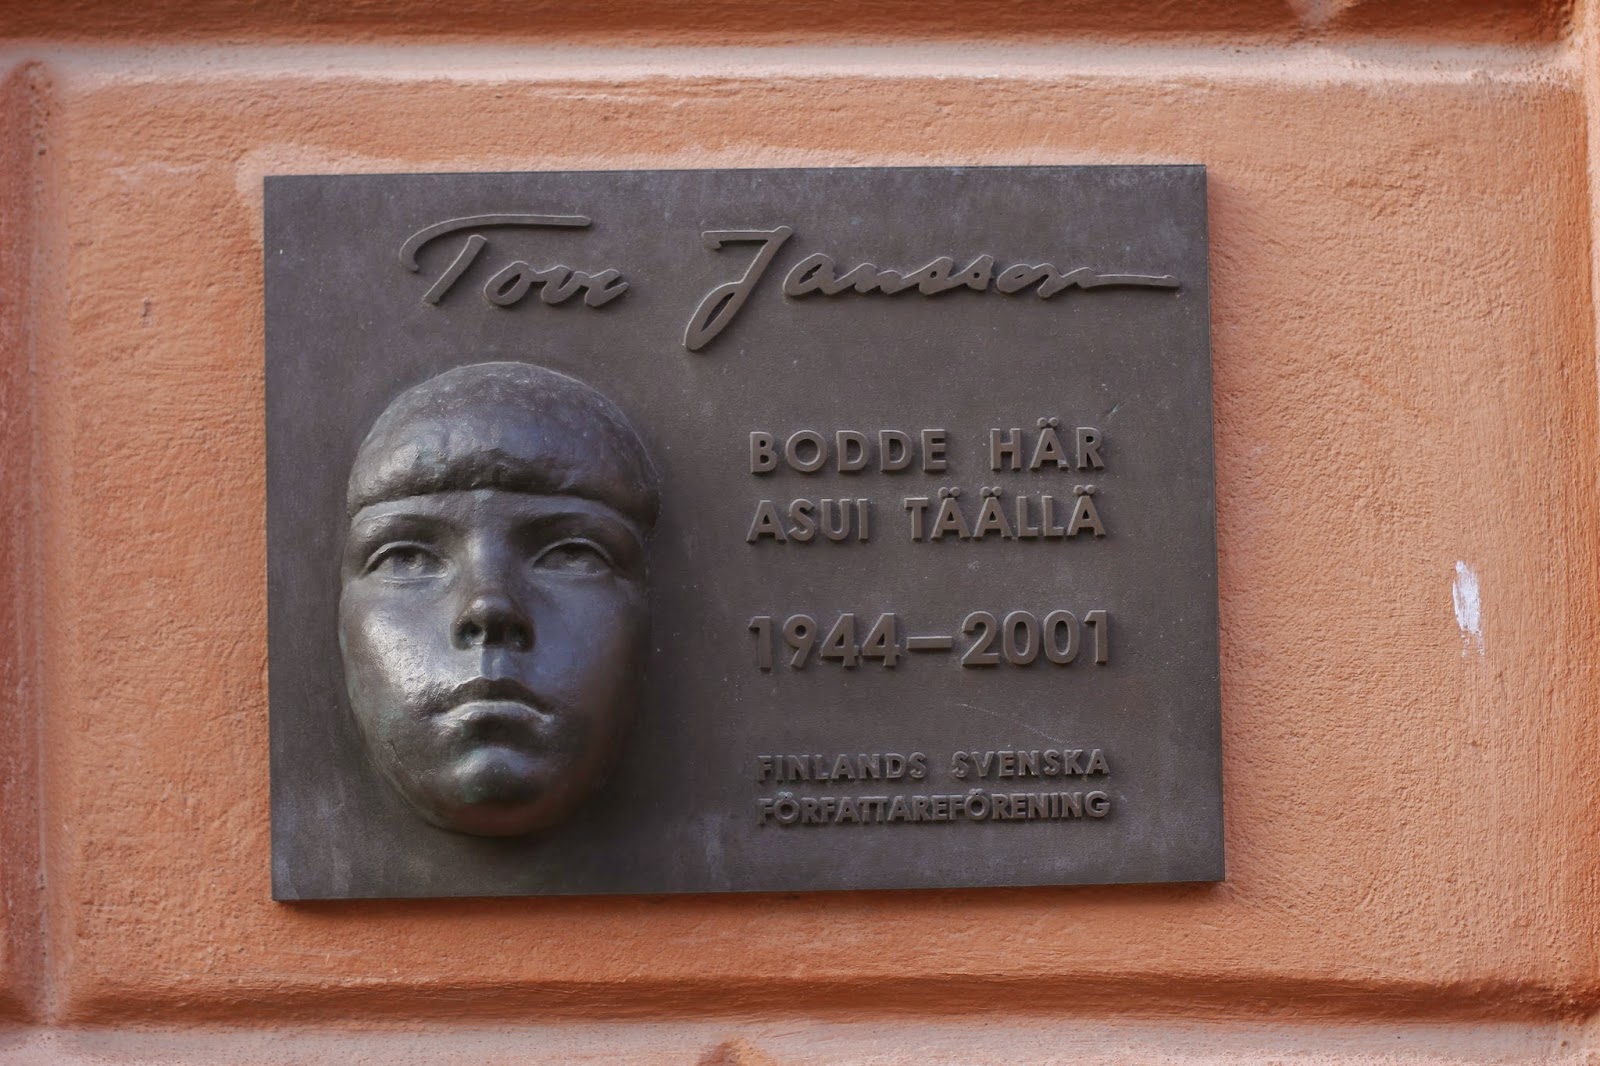 Tove Jansson
BODDE HÄR
ASUI TÄÄLLÄ
1944–2001
FINLANDS SVENSKA
FÖRFATTAREFÖRENING